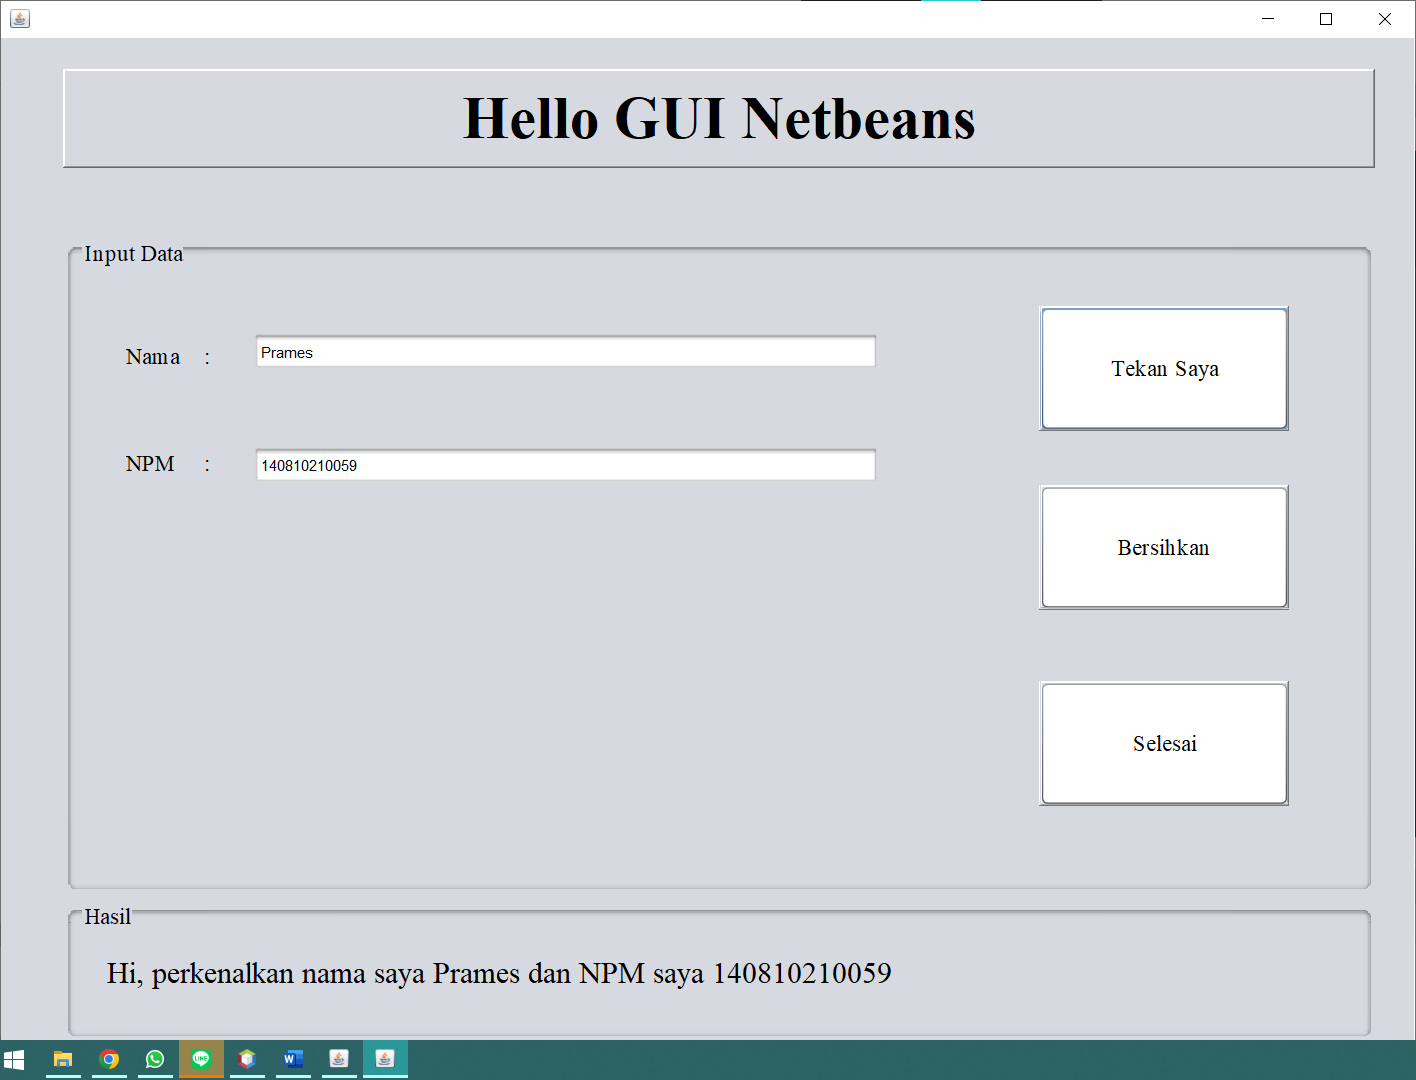 Hello GUI Netbeans
Input Data
Nama :
Prames
Tekan Saya
NPM :
140810210059
Bersihkan
Selesai
Hasil
Hi, perkenalkan nama saya Prames dan NPM saya 140810210059
LINE
W